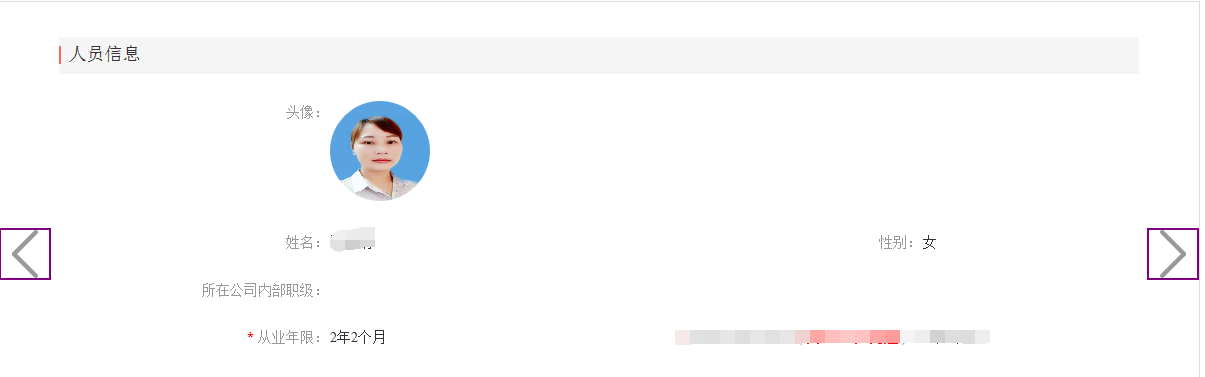 人员信息
头像：
姓名：
性别：女
所在公司内部职级：
* 从业年限：2年2个月